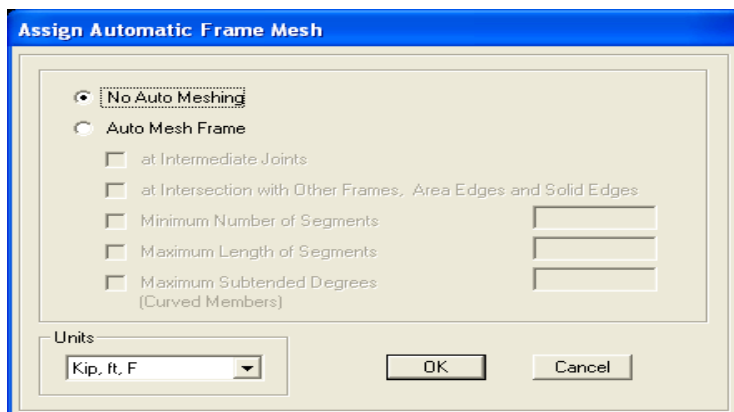 Assign Automatic Frame Mesh
No Auto Meshing
Auto Mesh Frame
at Intermediate Joints
at Intersection with Other Frames, Area Edges and Solid Edges
Minimum Number of Segments
Maximum Length of Segments
Maximum Subtended Degrees
(Curved Members)
Units
Kip, ft, F
OK
Cancel